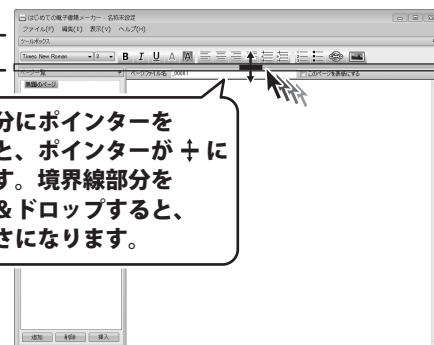 はじめての電子書籍メーカー - 名称未設定
ファイル(F) 編集(E) 表示(V) ヘルプ(H)
ツールボックス
Times New Roman 3 B I U A
ページ一覧 ページファイル名 00001 このページを表紙にする
無題のページ
分にポインターを
と、ポインターが に
す。境界線部分を
&ドロップすると、
さになります。
追加 削除 挿入